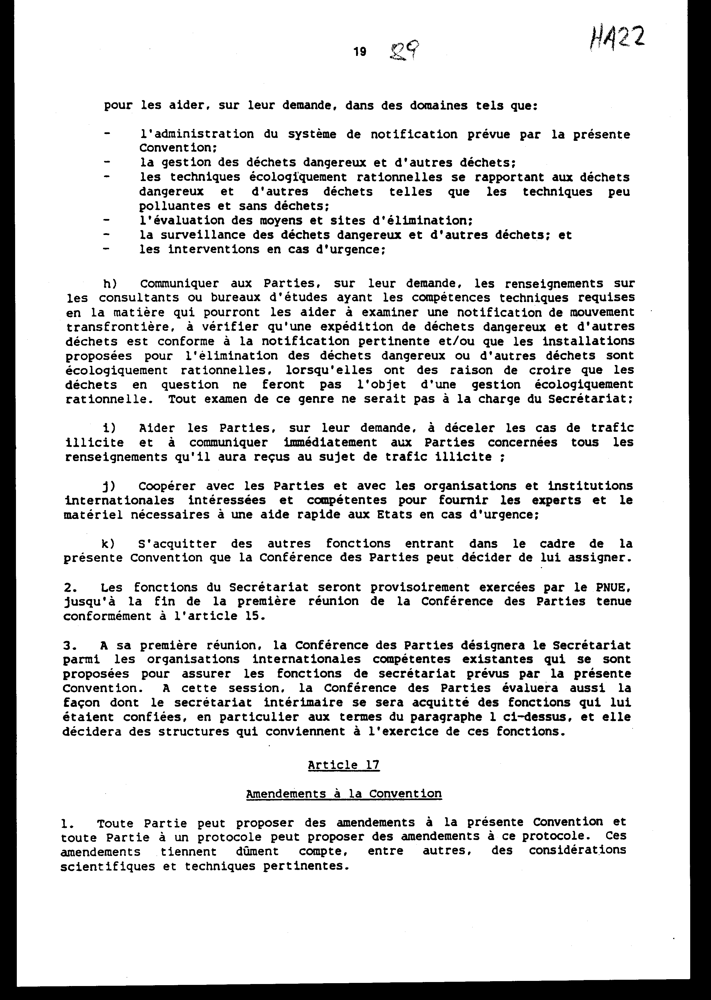 HA22
19 89
pour les aider, sur leur demande, dans des domaines tels que:
- l'administration du système de notification prévue par la présente
Convention;
- la gestion des déchets dangereux et d'autres déchets;
- les techniques écologiquement rationnelles se rapportant aux déchets
dangereux et d'autres déchets telles que les techniques peu
polluantes et sans déchets;
- l'évaluation des moyens et sites d'élimination;
- la surveillance des déchets dangereux et d'autres déchets; et
- les interventions en cas d'urgence;
h) Communiquer aux Parties, sur leur demande, les renseignements sur
les consultants ou bureaux d'études ayant les compétences techniques requises
en la matière qui pourront les aider à examiner une notification de mouvement
transfrontière, à vérifier qu'une expédition de déchets dangereux et d'autres
déchets est conforme à la notification pertinente et/ou que les installations
proposées pour l'élimination des déchets dangereux ou d'autres déchets sont
écologiquement rationnelles, lorsqu'elles ont des raison de croire que les
déchets en question ne feront pas l'objet d'une gestion écologiquement
rationnelle. Tout examen de ce genre ne serait pas à la charge du Secrétariat;
i) Aider les Parties, sur leur demande, à déceler les cas de trafic
illicite et à communiquer immédiatement aux Parties concernées tous les
renseignements qu'il aura reçus au sujet de trafic illicite ;
j) Coopérer avec les Parties et avec les organisations et institutions
internationales intéressées et compétentes pour fournir les experts et le
matériel nécessaires à une aide rapide aux Etats en cas d'urgence;
k) S'acquitter des autres fonctions entrant dans le cadre de la
présente Convention que la Conférence des Parties peut décider de lui assigner.
2. Les fonctions du Secrétariat seront provisoirement exercées par le PNUE,
jusqu'à la fin de la première réunion de la Conférence des Parties tenue
conformément à l'article 15.
3. A sa première réunion, la Conférence des Parties désignera le Secrétariat
parmi les organisations internationales compétentes existantes qui se sont
proposées pour assurer les fonctions de secrétariat prévus par la présente
Convention. A cette session, la Conférence des Parties évaluera aussi la
façon dont le secrétariat intérimaire se sera acquitté des fonctions qui lui
étaient confiées, en particulier aux termes du paragraphe 1 ci-dessus, et elle
décidera des structures qui conviennent à l'exercice de ces fonctions.
Article 17
Amendements à la Convention
1. Toute Partie peut proposer des amendements à la présente Convention et
toute Partie à un protocole peut proposer des amendements à ce protocole. Ces
amendements tiennent dûment compte, entre autres, des considérations
scientifiques et techniques pertinentes.